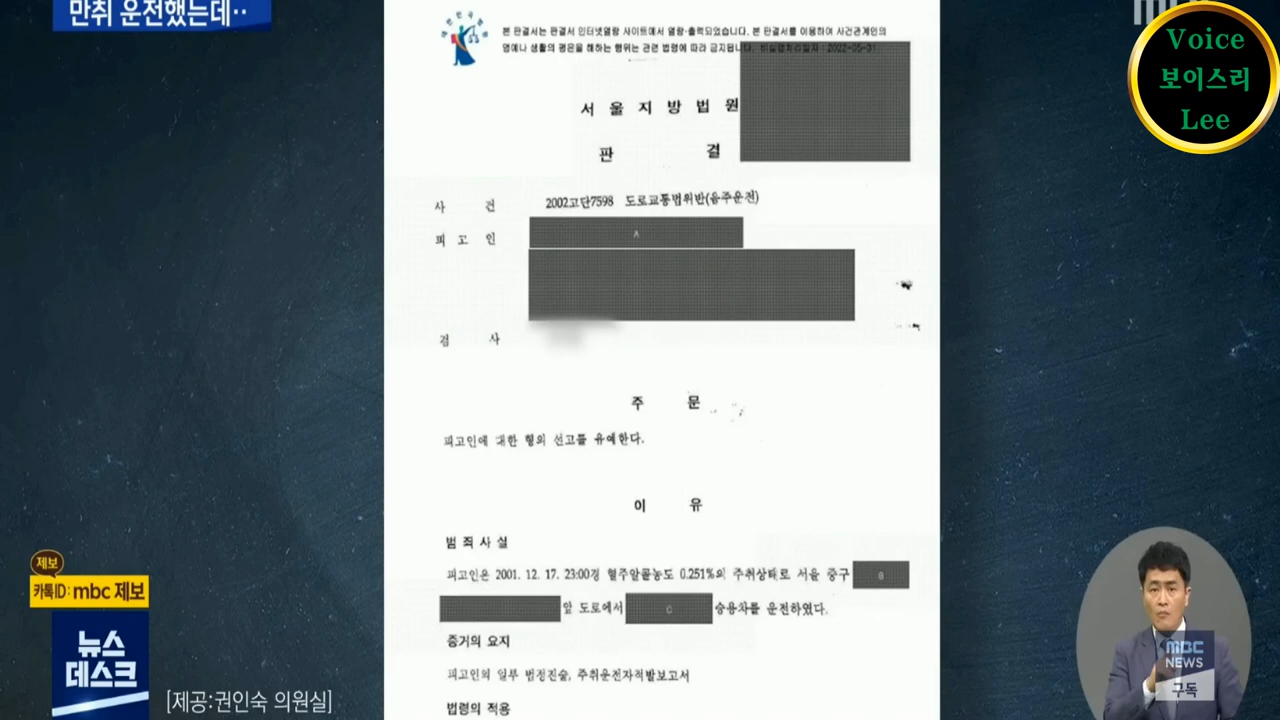 만취 운전했는데··
Voice
보이스리
Lee
본 판결서는 판결서 인터넷열람 사이트에서 열람·출력되었습니다. 본 판결서를 이용하여 사건관계인의
명예나 생활의 평온을 해하는 행위는 관련 법령에 따라 금지됩니다. 비실명처리일자 : 2022-05-31
서 울 지 방 법 원
판 결
사 건 2002고단7598 도로교통법위반(음주운전)
피 고 인 A
검 사
주 문
피고인에 대한 형의 선고를 유예한다.
이 유
범 죄 사 실
피고인은 2001. 12. 17. 23:00경 혈주알콜농도 0.251%의 주취상태로 서울 중구 B
앞 도로에서 C 승용차를 운전하였다.
증거의 요지
피고인의 일부 법정진술, 주취운전자적발보고서
법령의 적용
제보
카톡ID: mbc 제보
뉴스
데스크
[제공:권인숙 의원실]
MBC
NEWS
구독